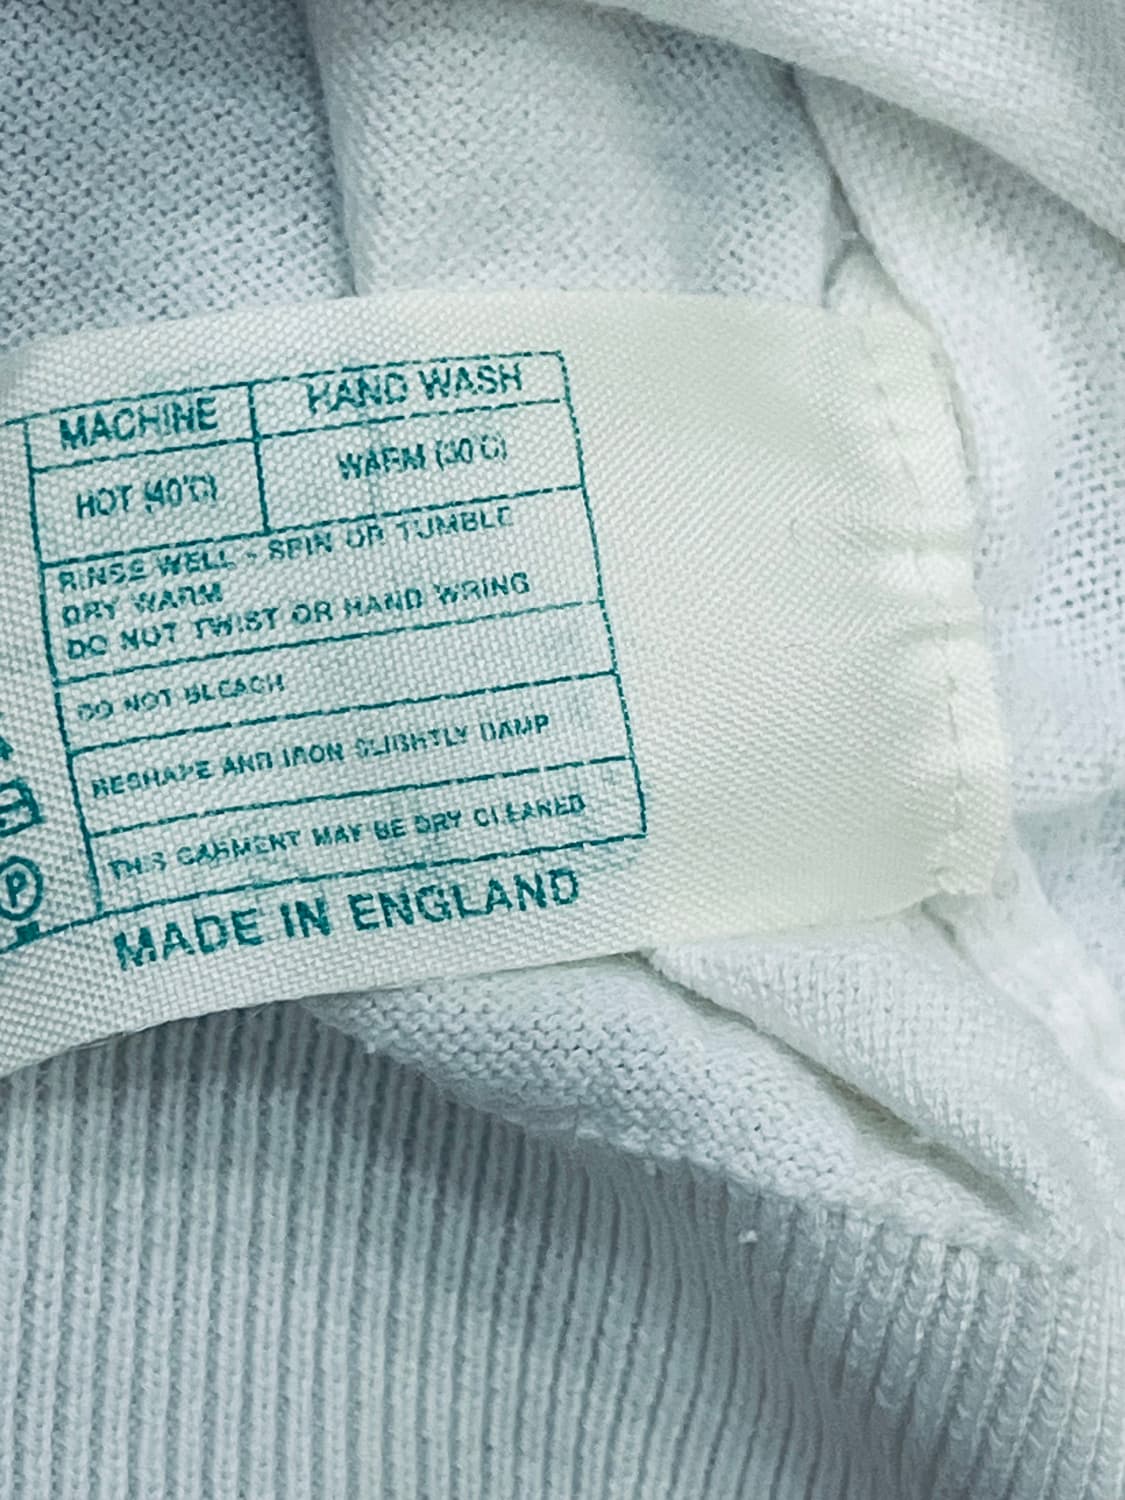 MACHINE HAND WASH
HOT (40°C) WARM (30°C)
RINSE WELL - SPIN OR TUMBLE
DRY WARM
DO NOT TWIST OR HAND WRING
DO NOT BLEACH
RESHAPE AND IRON SLIGHTLY DAMP
THIS GARMENT MAY BE DRY CLEANED
P
MADE IN ENGLAND